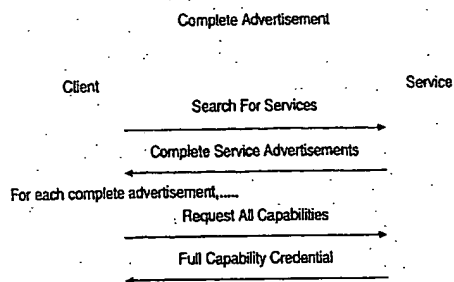 Complete Advertisement
Client
Service
Search For Services
Complete Service Advertisements
For each complete advertisement,.....
Request All Capabilities
Full Capability Credential